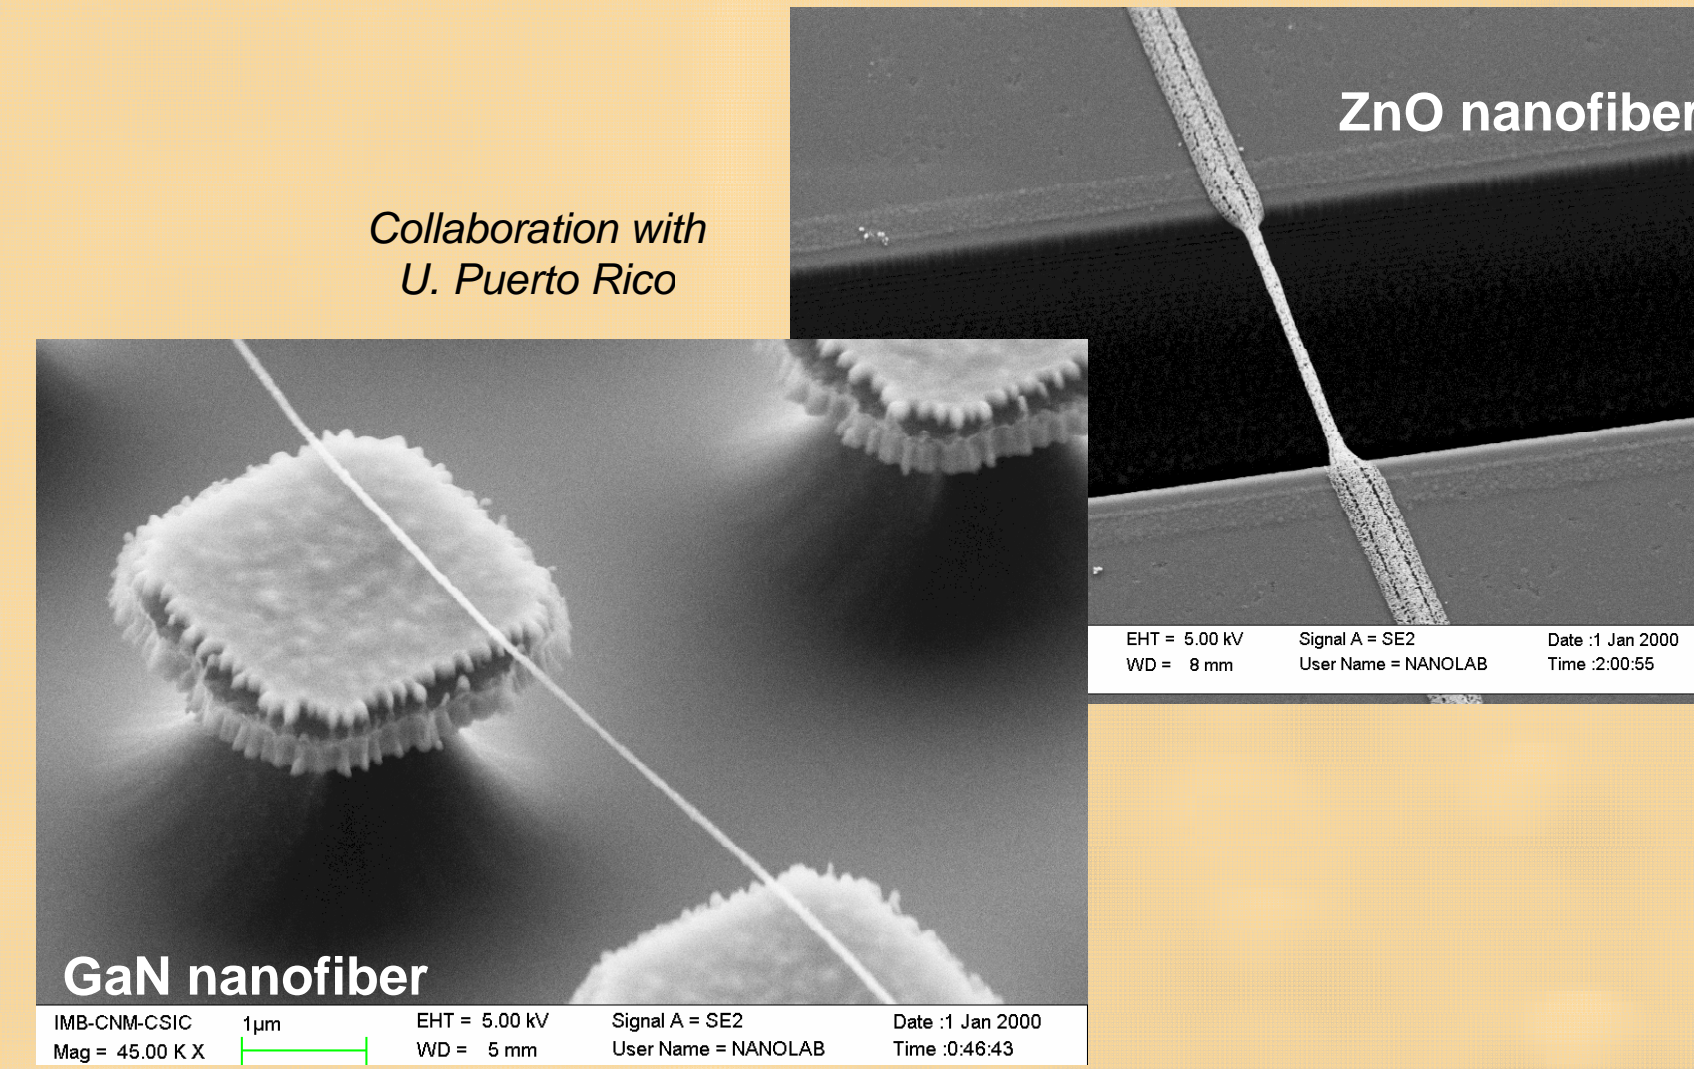 ZnO nanofiber
Collaboration with
U. Puerto Rico
EHT = 5.00 kV Signal A = SE2 Date :1 Jan 2000
WD = 8 mm User Name = NANOLAB Time :2:00:55
GaN nanofiber
IMB-CNM-CSIC 1µm EHT = 5.00 kV Signal A = SE2 Date :1 Jan 2000
Mag = 45.00 K X WD = 5 mm User Name = NANOLAB Time :0:46:43